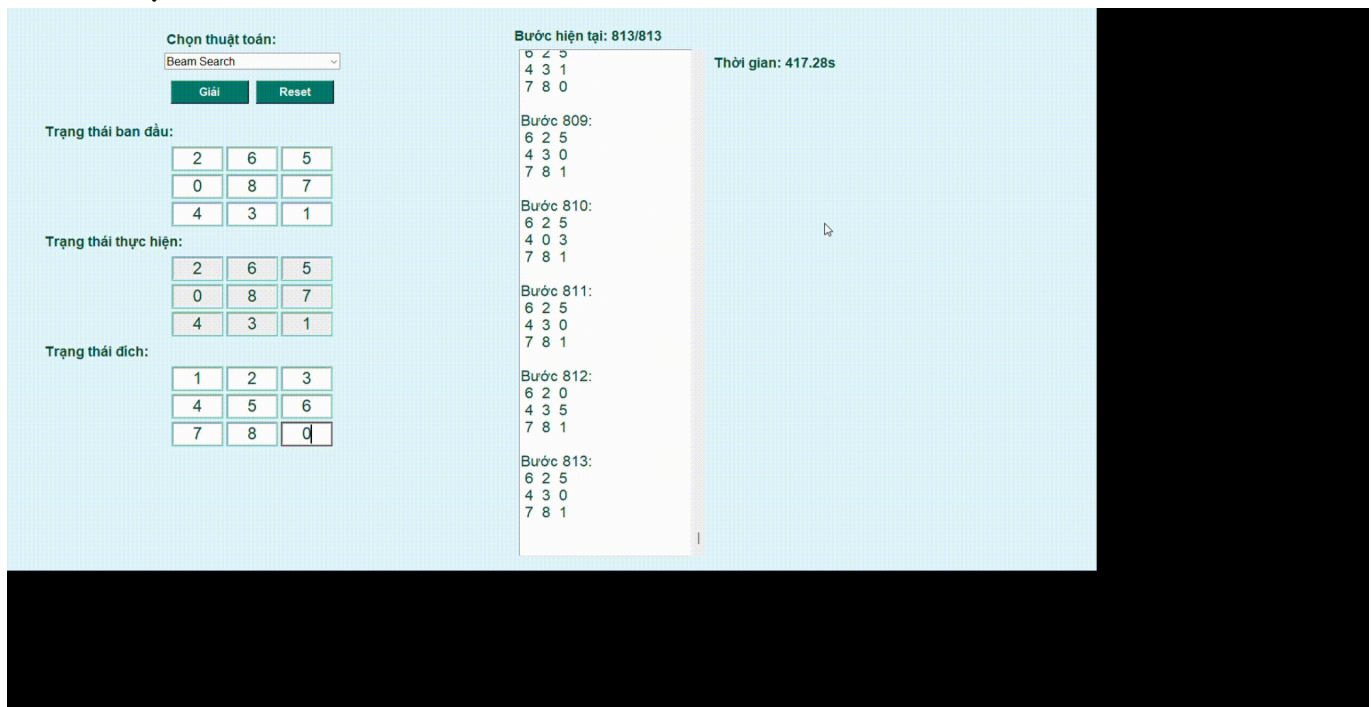 Chọn thuật toán:
Beam Search
Giải Reset
Trạng thái ban đầu:
2 6 5
0 8 7
4 3 1
Trạng thái thực hiện:
2 6 5
0 8 7
4 3 1
Trạng thái đích:
1 2 3
4 5 6
7 8 0
Bước hiện tại: 813/813
6 2 5
4 3 1
7 8 0
Bước 809:
6 2 5
4 3 0
7 8 1
Bước 810:
6 2 5
4 0 3
7 8 1
Bước 811:
6 2 5
4 3 0
7 8 1
Bước 812:
6 2 0
4 3 5
7 8 1
Bước 813:
6 2 5
4 3 0
7 8 1
Thời gian: 417.28s